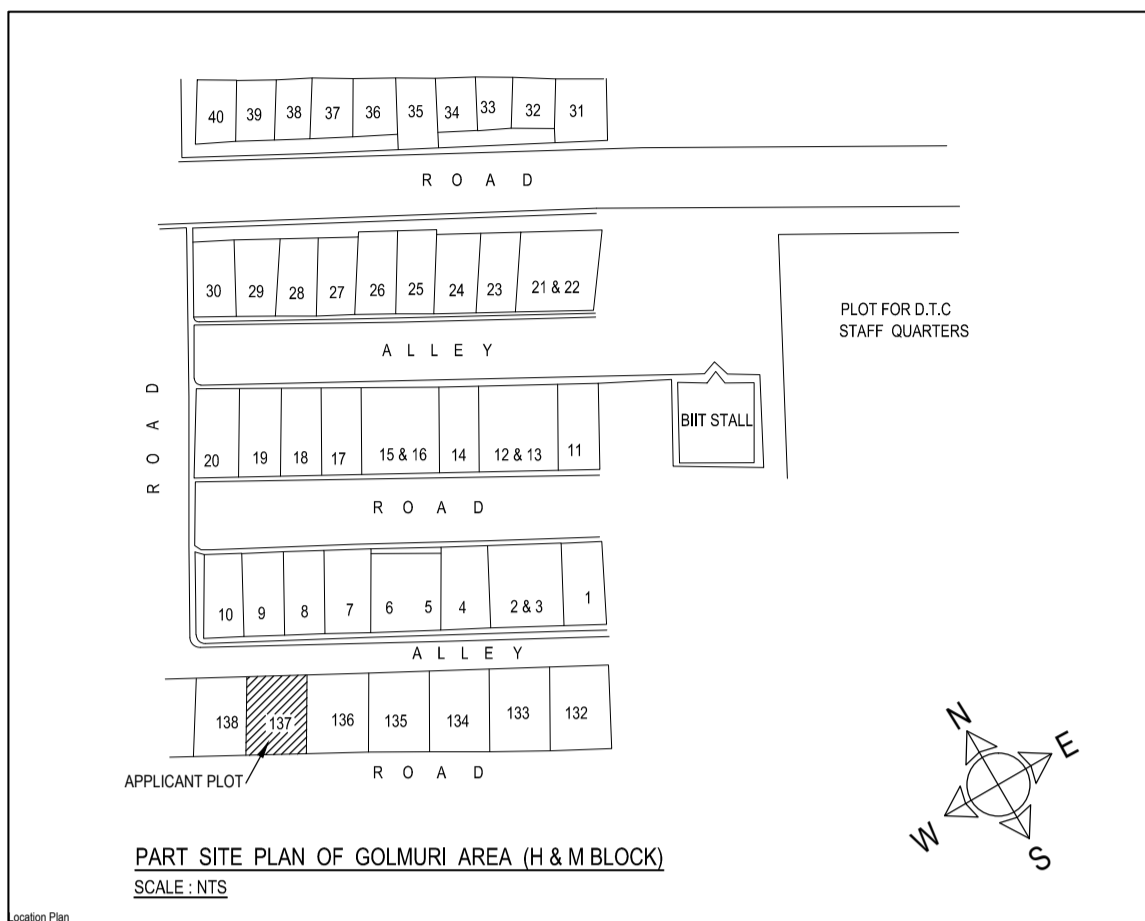 40 39 38 37 36 35 34 33 32 31
R O A D
30 29 28 27 26 25 24 23 21 & 22
PLOT FOR D.T.C
STAFF QUARTERS
A L L E Y
R O A D
BIIT STALL
20 19 18 17 15 & 16 14 12 & 13 11
R O A D
10 9 8 7 6 5 4 2 & 3 1
A L L E Y
138 137 136 135 134 133 132
APPLICANT PLOT
R O A D
N
E
W
S
PART SITE PLAN OF GOLMURI AREA (H & M BLOCK)
SCALE : NTS
Location Plan